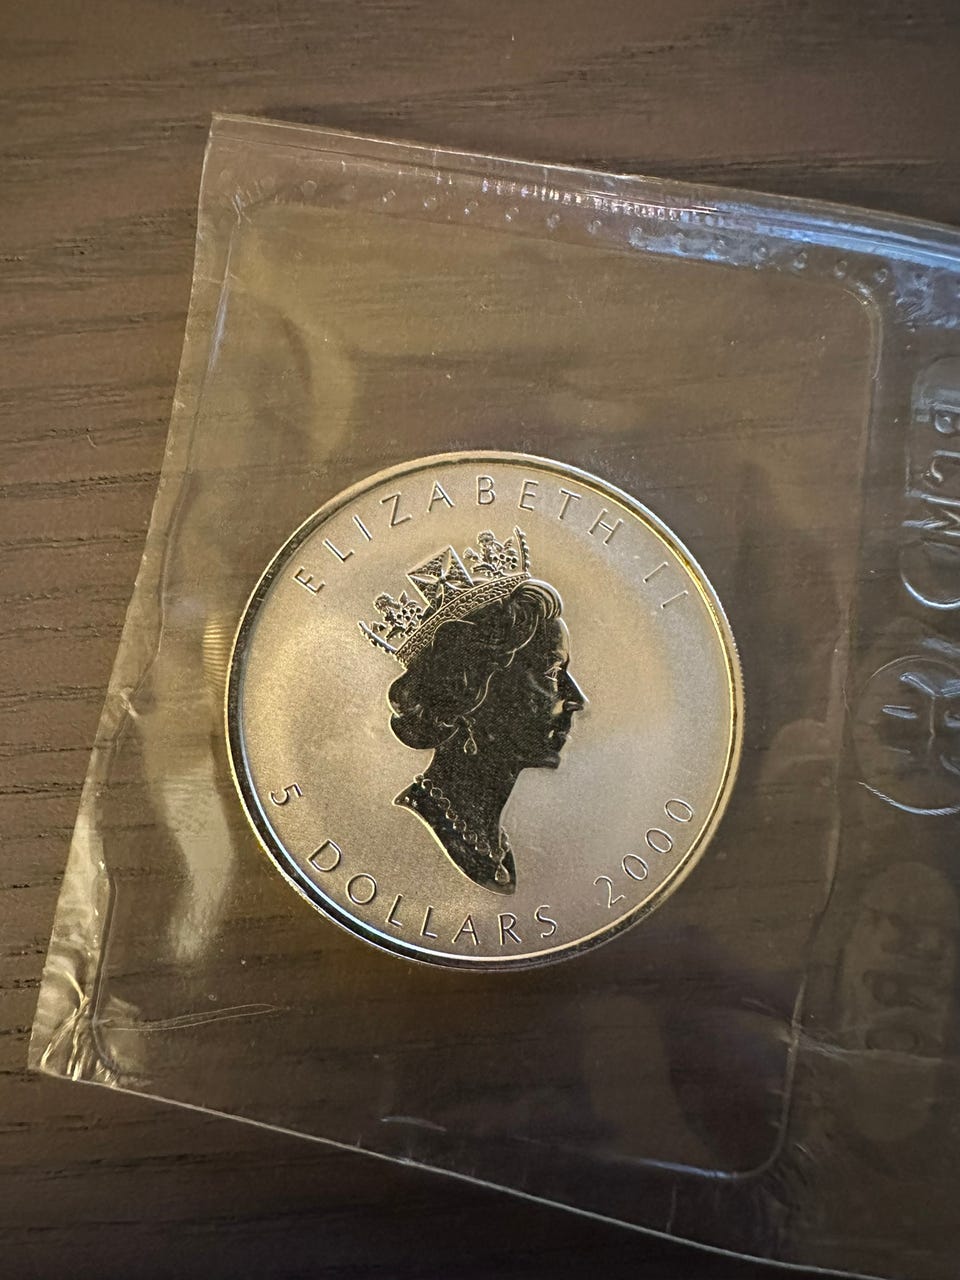 ELIZABETH II
5 DOLLARS 2000